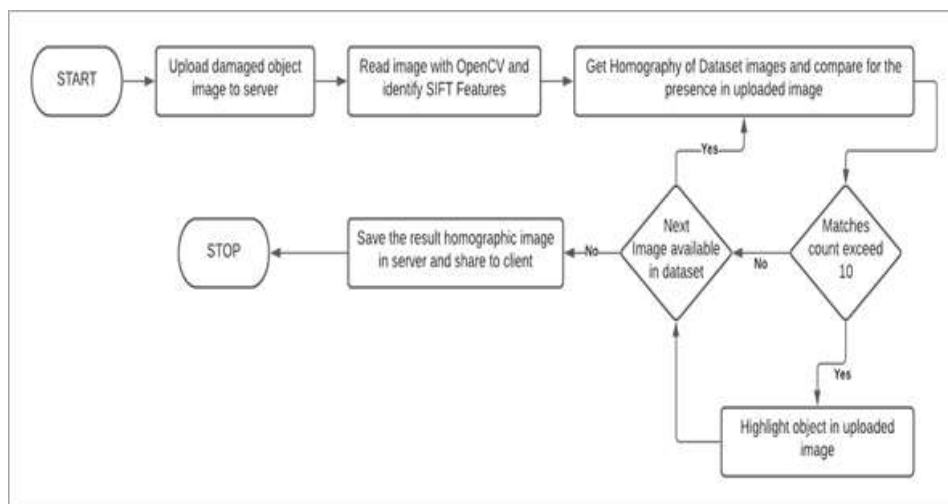 START
Upload damaged object
image to server
Read image with OpenCV and
identify SIFT Features
Get Homography of Dataset images and compare for the
presence in uploaded image
Yes
STOP
Save the result homographic image
in server and share to client
No
Next
Image available
in dataset
No
Matches
count exceed
10
Yes
Highlight object in uploaded
image